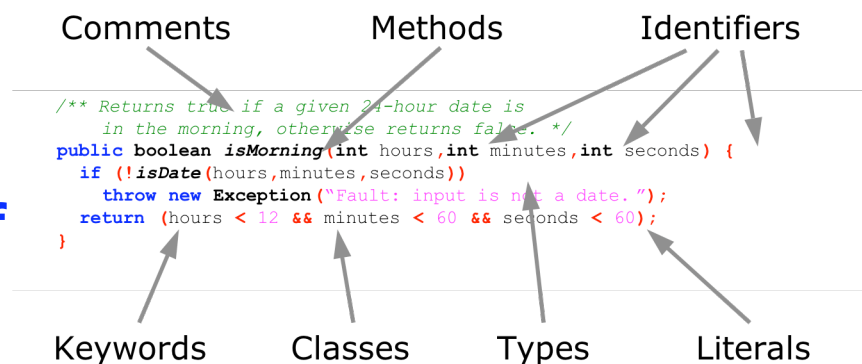 Comments Methods Identifiers
/** Returns true if a given 24-hour date is
in the morning, otherwise returns false. */
public boolean isMorning(int hours,int minutes,int seconds) {
if (!isDate(hours,minutes,seconds))
throw new Exception(“Fault: input is not a date.”);
return (hours < 12 && minutes < 60 && seconds < 60);
}
Keywords Classes Types Literals